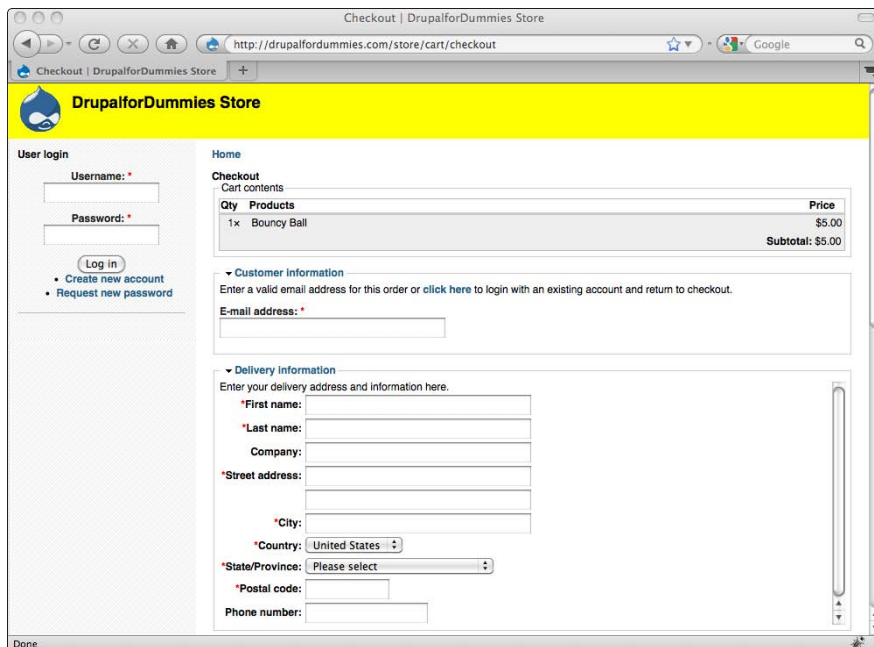 Checkout | DrupalforDummies Store
http://drupalfordummies.com/store/cart/checkout
Google
Checkout | DrupalforDummies Store
+
DrupalforDummies Store
User login
Username: *
Password: *
Log in
Create new account
Request new password
Home
Checkout
Cart contents
Qty Products Price
1× Bouncy Ball $5.00
Subtotal: $5.00
Customer information
Enter a valid email address for this order or click here to login with an existing account and return to checkout.
E-mail address: *
Delivery information
Enter your delivery address and information here.
*First name:
*Last name:
Company:
*Street address:
*City:
*Country: United States
*State/Province: Please select
*Postal code:
Phone number:
Done